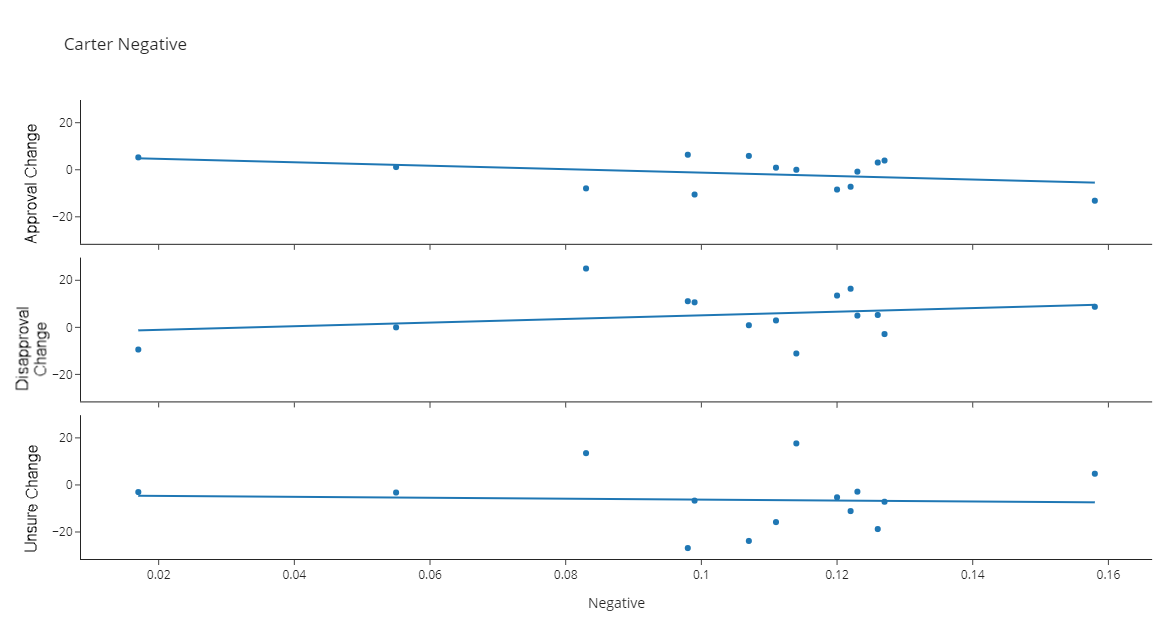 Carter Negative
Approval Change
20
0
−20
Disapproval
Change
20
0
−20
Unsure Change
20
0
−20
0.02
0.04
0.06
0.08
0.1
0.12
0.14
0.16
Negative